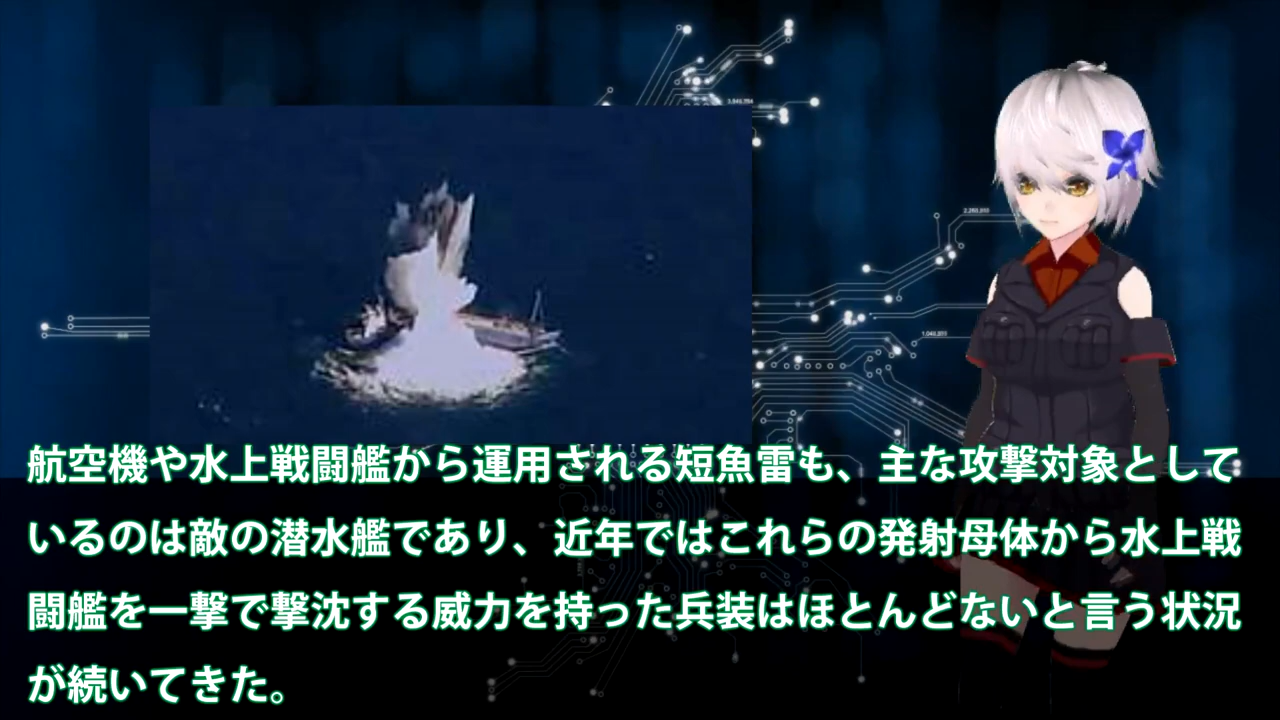 航空機や水上戦闘艦から運用される短魚雷も、主な攻撃対象として
いるのは敵の潜水艦であり、近年ではこれらの発射母体から水上戦
闘艦を一撃で撃沈する威力を持った兵装はほとんどないと言う状況
が続いてきた。